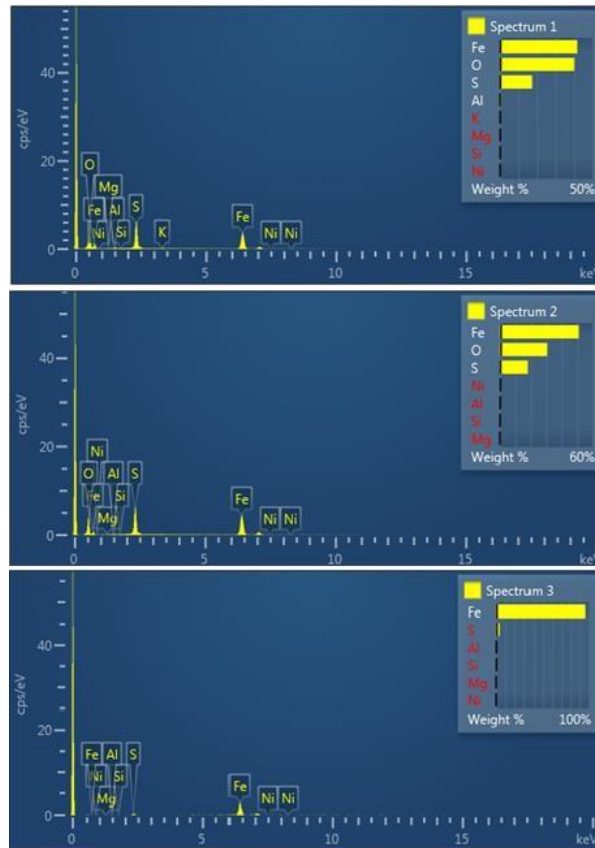 Spectrum 1
Fe
O
S
Al
K
Mg
Si
Ni
Weight % 50%
cps/eV
40
20
0
O
Mg
Fe
Al
S
Ni
Si
K
Fe
Ni
Ni
0 5 10 15 keV
Spectrum 2
Fe
O
S
Ni
Al
Si
Mg
Weight % 60%
cps/eV
40
20
0
Ni
O
Al
S
Fe
Si
Mg
Fe
Ni
Ni
0 5 10 15 keV
Spectrum 3
Fe
S
Al
Si
Mg
Ni
Weight % 100%
cps/eV
40
20
0
Fe
Al
S
Ni
Si
Mg
Fe
Ni
Ni
0 5 10 15 keV